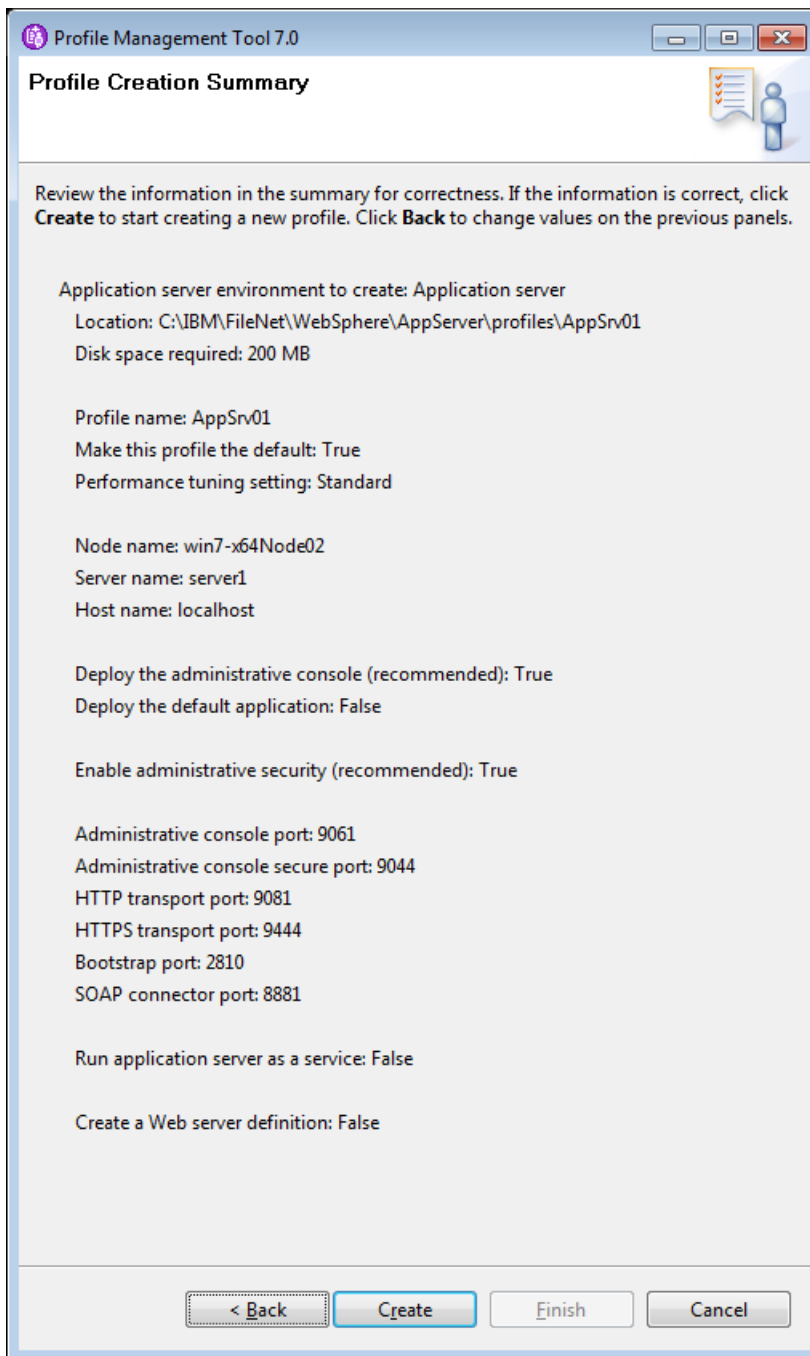 Profile Management Tool 7.0
Profile Creation Summary
Review the information in the summary for correctness. If the information is correct, click
Create to start creating a new profile. Click Back to change values on the previous panels.
Application server environment to create: Application server
Location: C:\IBM\FileNet\WebSphere\AppServer\profiles\AppSrv01
Disk space required: 200 MB
Profile name: AppSrv01
Make this profile the default: True
Performance tuning setting: Standard
Node name: win7-x64Node02
Server name: server1
Host name: localhost
Deploy the administrative console (recommended): True
Deploy the default application: False
Enable administrative security (recommended): True
Administrative console port: 9061
Administrative console secure port: 9044
HTTP transport port: 9081
HTTPS transport port: 9444
Bootstrap port: 2810
SOAP connector port: 8881
Run application server as a service: False
Create a Web server definition: False
< Back Create Finish Cancel